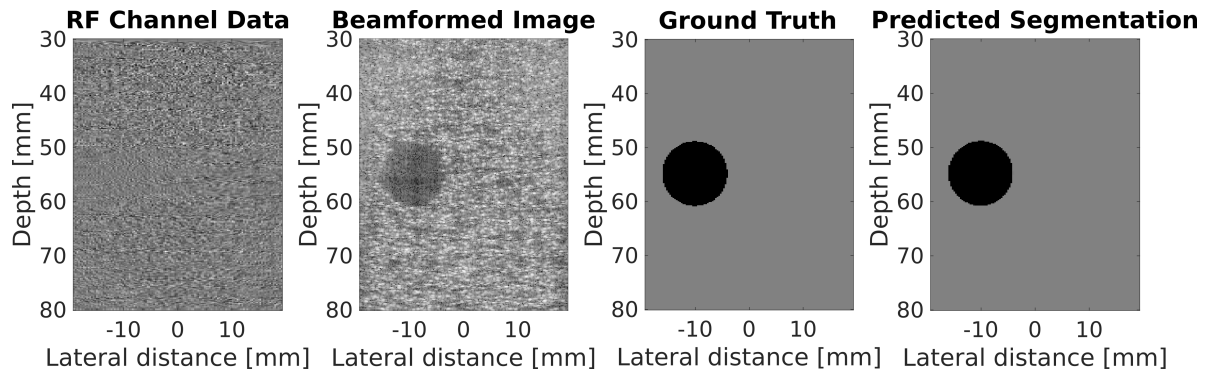 RF Channel Data
30
40
50
60
70
80
Depth [mm]
-10 0 10
Lateral distance [mm]
Beamformed Image
30
40
50
60
70
80
Depth [mm]
-10 0 10
Lateral distance [mm]
Ground Truth
30
40
50
60
70
80
Depth [mm]
-10 0 10
Lateral distance [mm]
Predicted Segmentation
30
40
50
60
70
80
Depth [mm]
-10 0 10
Lateral distance [mm]